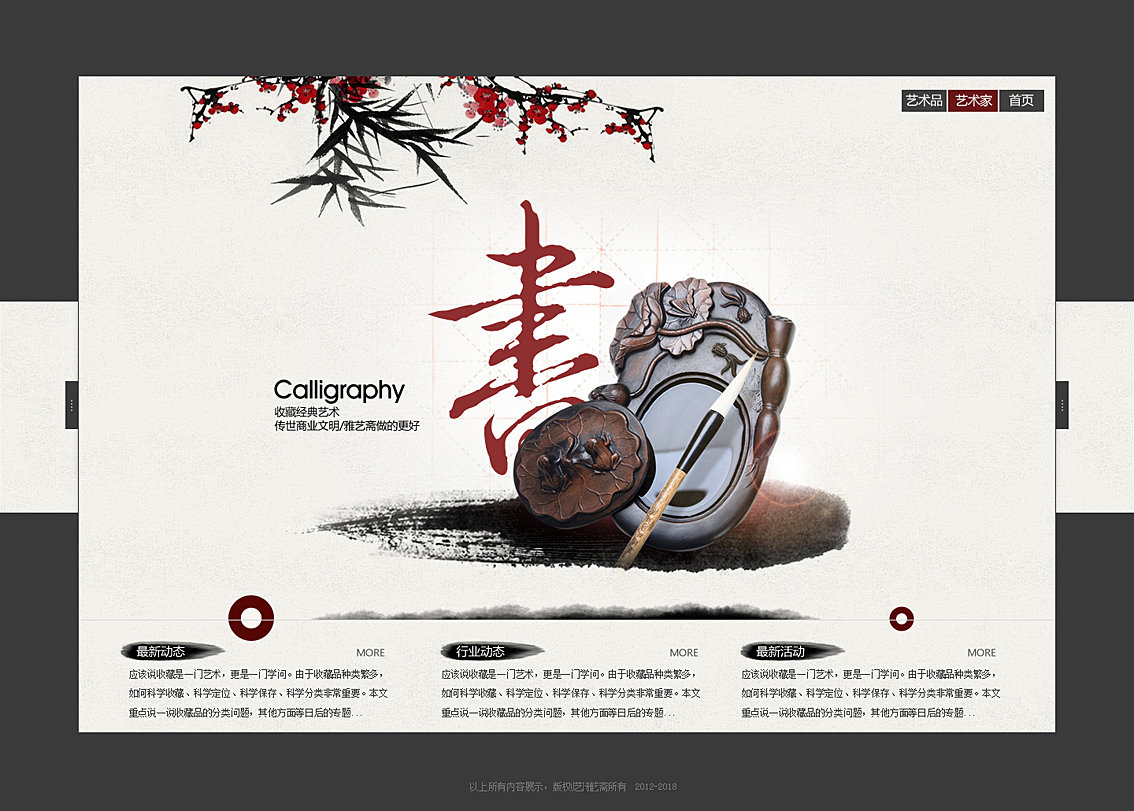 艺术品 艺术家 首页
書
Calligraphy
收藏经典艺术
传世商业文明/雅艺斋做的更好
最新动态 MORE
应该说收藏是一门艺术，更是一门学问。由于收藏品种类繁多，
如何科学收藏、科学定位、科学保存、科学分类非常重要。本文
重点说一说收藏品的分类问题，其他方面等日后的专题...
行业动态 MORE
应该说收藏是一门艺术，更是一门学问。由于收藏品种类繁多，
如何科学收藏、科学定位、科学保存、科学分类非常重要。本文
重点说一说收藏品的分类问题，其他方面等日后的专题...
最新活动 MORE
应该说收藏是一门艺术，更是一门学问。由于收藏品种类繁多，
如何科学收藏、科学定位、科学保存、科学分类非常重要。本文
重点说一说收藏品的分类问题，其他方面等日后的专题...
以上所有内容展示，版权归艺雅艺斋所有 2012-2018